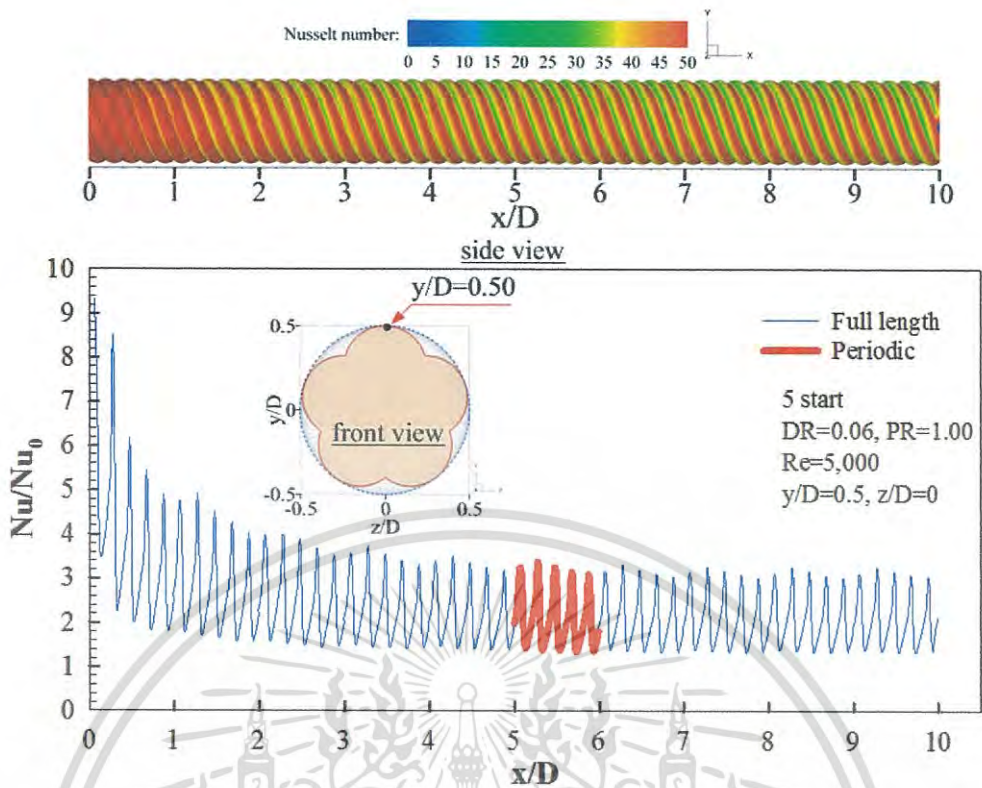 Nusselt number:
0 5 10 15 20 25 30 35 40 45 50
Y
Z X
0 1 2 3 4 5 6 7 8 9 10
x/D
side view
10
9
8
7
6
5
4
3
2
1
0
Nu/Nu0
y/D=0.50
0.5
0
-0.5
y/D
front view
-0.5 0 0.5
z/D
Full length
Periodic
5 start
DR=0.06, PR=1.00
Re=5,000
y/D=0.5, z/D=0
0 1 2 3 4 5 6 7 8 9 10
x/D